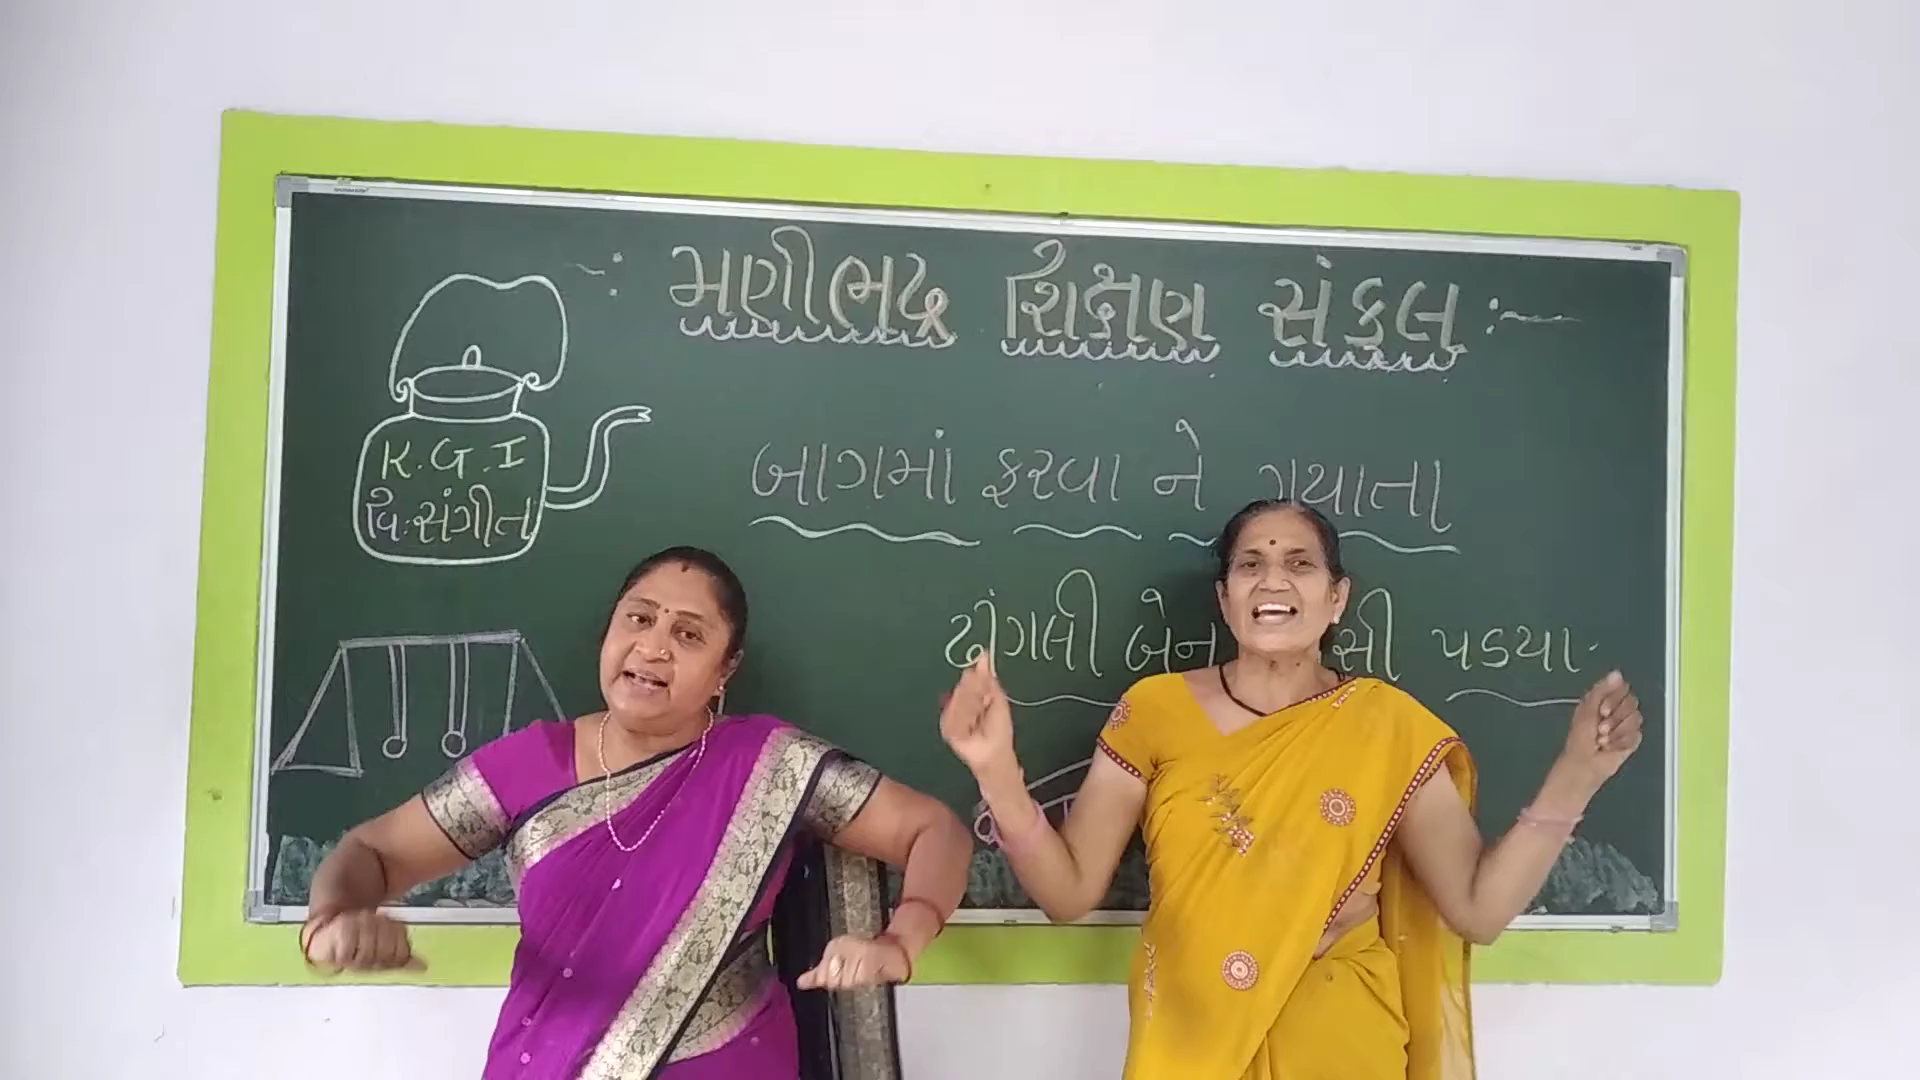 -: મણીભદ્ર શિક્ષણ સંકુલ :-
K.G.I
વિ:સંગીત
બાગમાં ફરવા ને ગયાતા
ઢીંગલી બેન સી પડયા.